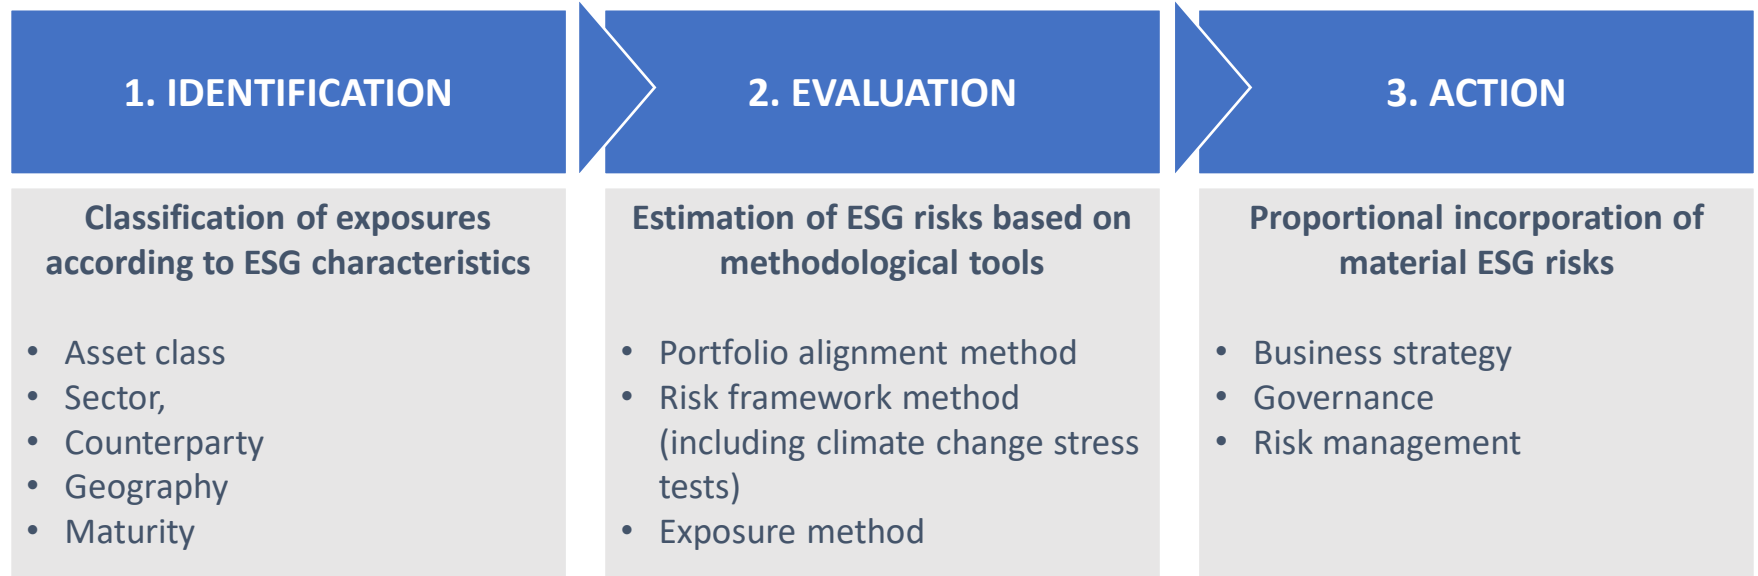 1. IDENTIFICATION
Classification of exposures
according to ESG characteristics
• Asset class
• Sector,
• Counterparty
• Geography
• Maturity
2. EVALUATION
Estimation of ESG risks based on
methodological tools
• Portfolio alignment method
• Risk framework method
(including climate change stress
tests)
• Exposure method
3. ACTION
Proportional incorporation of
material ESG risks
• Business strategy
• Governance
• Risk management